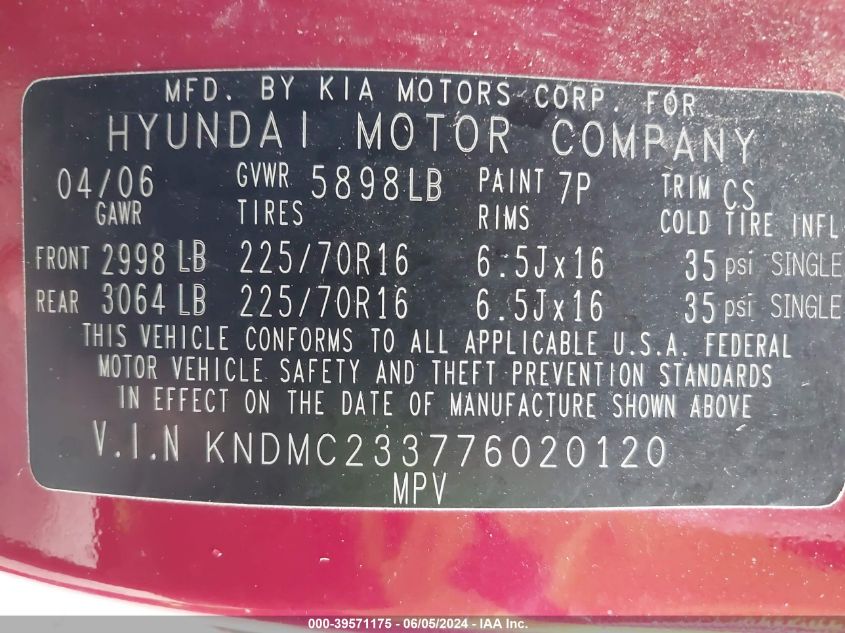 MFD. BY KIA MOTORS CORP. FOR
HYUNDAI MOTOR COMPANY
04/06 GVWR 5898LB PAINT 7P TRIM CS
GAWR TIRES RIMS COLD TIRE INFL
FRONT 2998 LB 225/70R16 6.5Jx16 35 psi SINGLE
REAR 3064 LB 225/70R16 6.5Jx16 35 psi SINGLE
THIS VEHICLE CONFORMS TO ALL APPLICABLE U.S.A. FEDERAL
MOTOR VEHICLE SAFETY AND THEFT PREVENTION STANDARDS
IN EFFECT ON THE DATE OF MANUFACTURE SHOWN ABOVE
V.I.N KNDMC233776020120
MPV
000-39571175 - 06/05/2024 - IAA Inc.